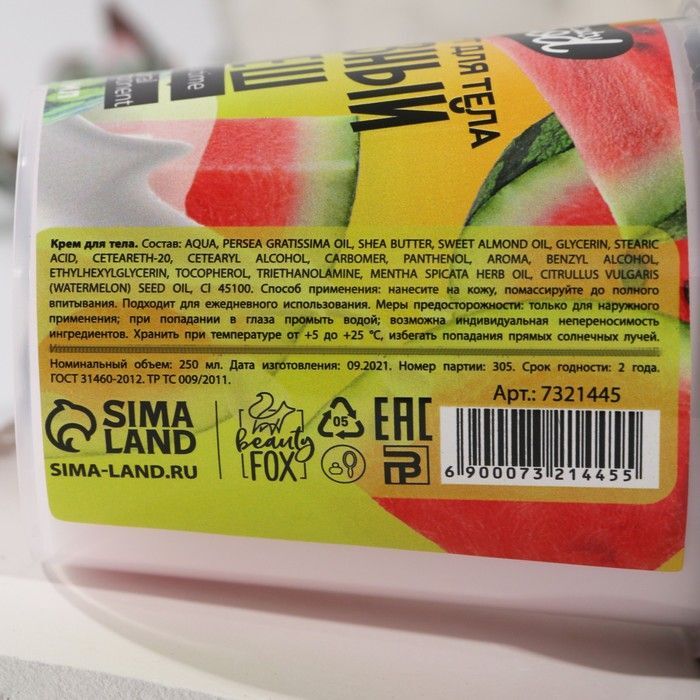 ДЛЯ ТЕЛА
Крем для тела. Состав: AQUA, PERSEA GRATISSIMA OIL, SHEA BUTTER, SWEET ALMOND OIL, GLYCERIN, STEARIC
ACID, CETEARETH-20, CETEARYL ALCOHOL, CARBOMER, PANTHENOL, AROMA, BENZYL ALCOHOL,
ETHYLHEXYLGLYCERIN, TOCOPHEROL, TRIETHANOLAMINE, MENTHA SPICATA HERB OIL, CITRULLUS VULGARIS
(WATERMELON) SEED OIL, CI 45100. Способ применения: нанесите на кожу, помассируйте до полного
впитывания. Подходит для ежедневного использования. Меры предосторожности: только для наружного
применения; при попадании в глаза промыть водой; возможна индивидуальная непереносимость
ингредиентов. Хранить при температуре от +5 до +25 °С, избегать попадания прямых солнечных лучей.
Номинальный объем: 250 мл. Дата изготовления: 09.2021. Номер партии: 305. Срок годности: 2 года.
ГОСТ 31460-2012. ТР ТС 009/2011.
Арт.: 7321445
SIMA
LAND
SIMA-LAND.RU
beauty
FOX
05
EAC
6 900073 214455